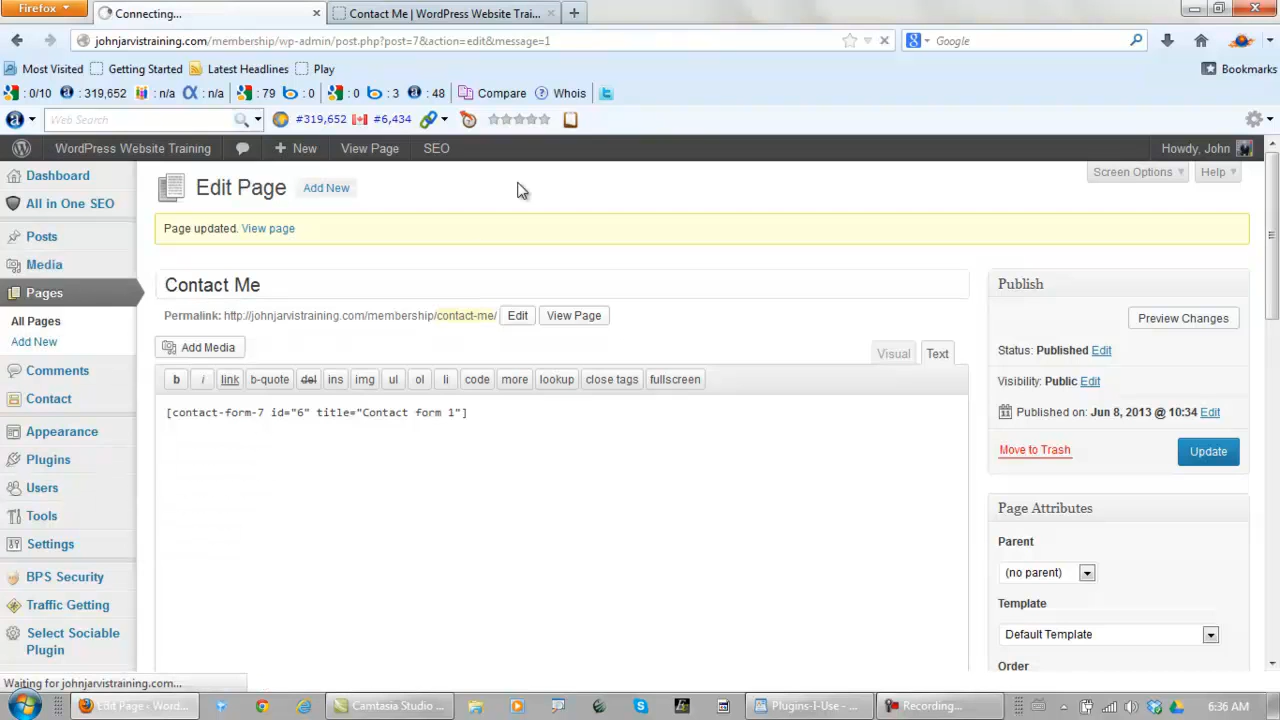 Firefox
Connecting...
Contact Me | WordPress Website Trai...
johnjarvistraining.com/membership/wp-admin/post.php?post=7&action=edit&message=1
Google
Most Visited Getting Started Latest Headlines Play
Bookmarks
: 0/10 : 319,652 : n/a : n/a : 79 : 0 : 0 : 3 : 48 Compare Whois
Web Search #319,652 #6,434
WordPress Website Training + New View Page SEO Howdy, John
Dashboard
All in One SEO
Posts
Media
Pages
All Pages
Add New
Comments
Contact
Appearance
Plugins
Users
Tools
Settings
BPS Security
Traffic Getting
Select Sociable
Plugin
Edit Page Add New
Screen Options Help
Page updated. View page
Contact Me
Permalink: http://johnjarvistraining.com/membership/contact-me/ Edit View Page
Add Media
Visual Text
b i link b-quote del ins img ul ol li code more lookup close tags fullscreen
[contact-form-7 id="6" title="Contact form 1"]
Publish
Preview Changes
Status: Published Edit
Visibility: Public Edit
Published on: Jun 8, 2013 @ 10:34 Edit
Move to Trash Update
Page Attributes
Parent
(no parent)
Template
Default Template
Order
Waiting for johnjarvistraining.com...
Edit Page ‹ Word...
Camtasia Studio ...
Plugins-I-Use - ...
Recording...
6:36 AM